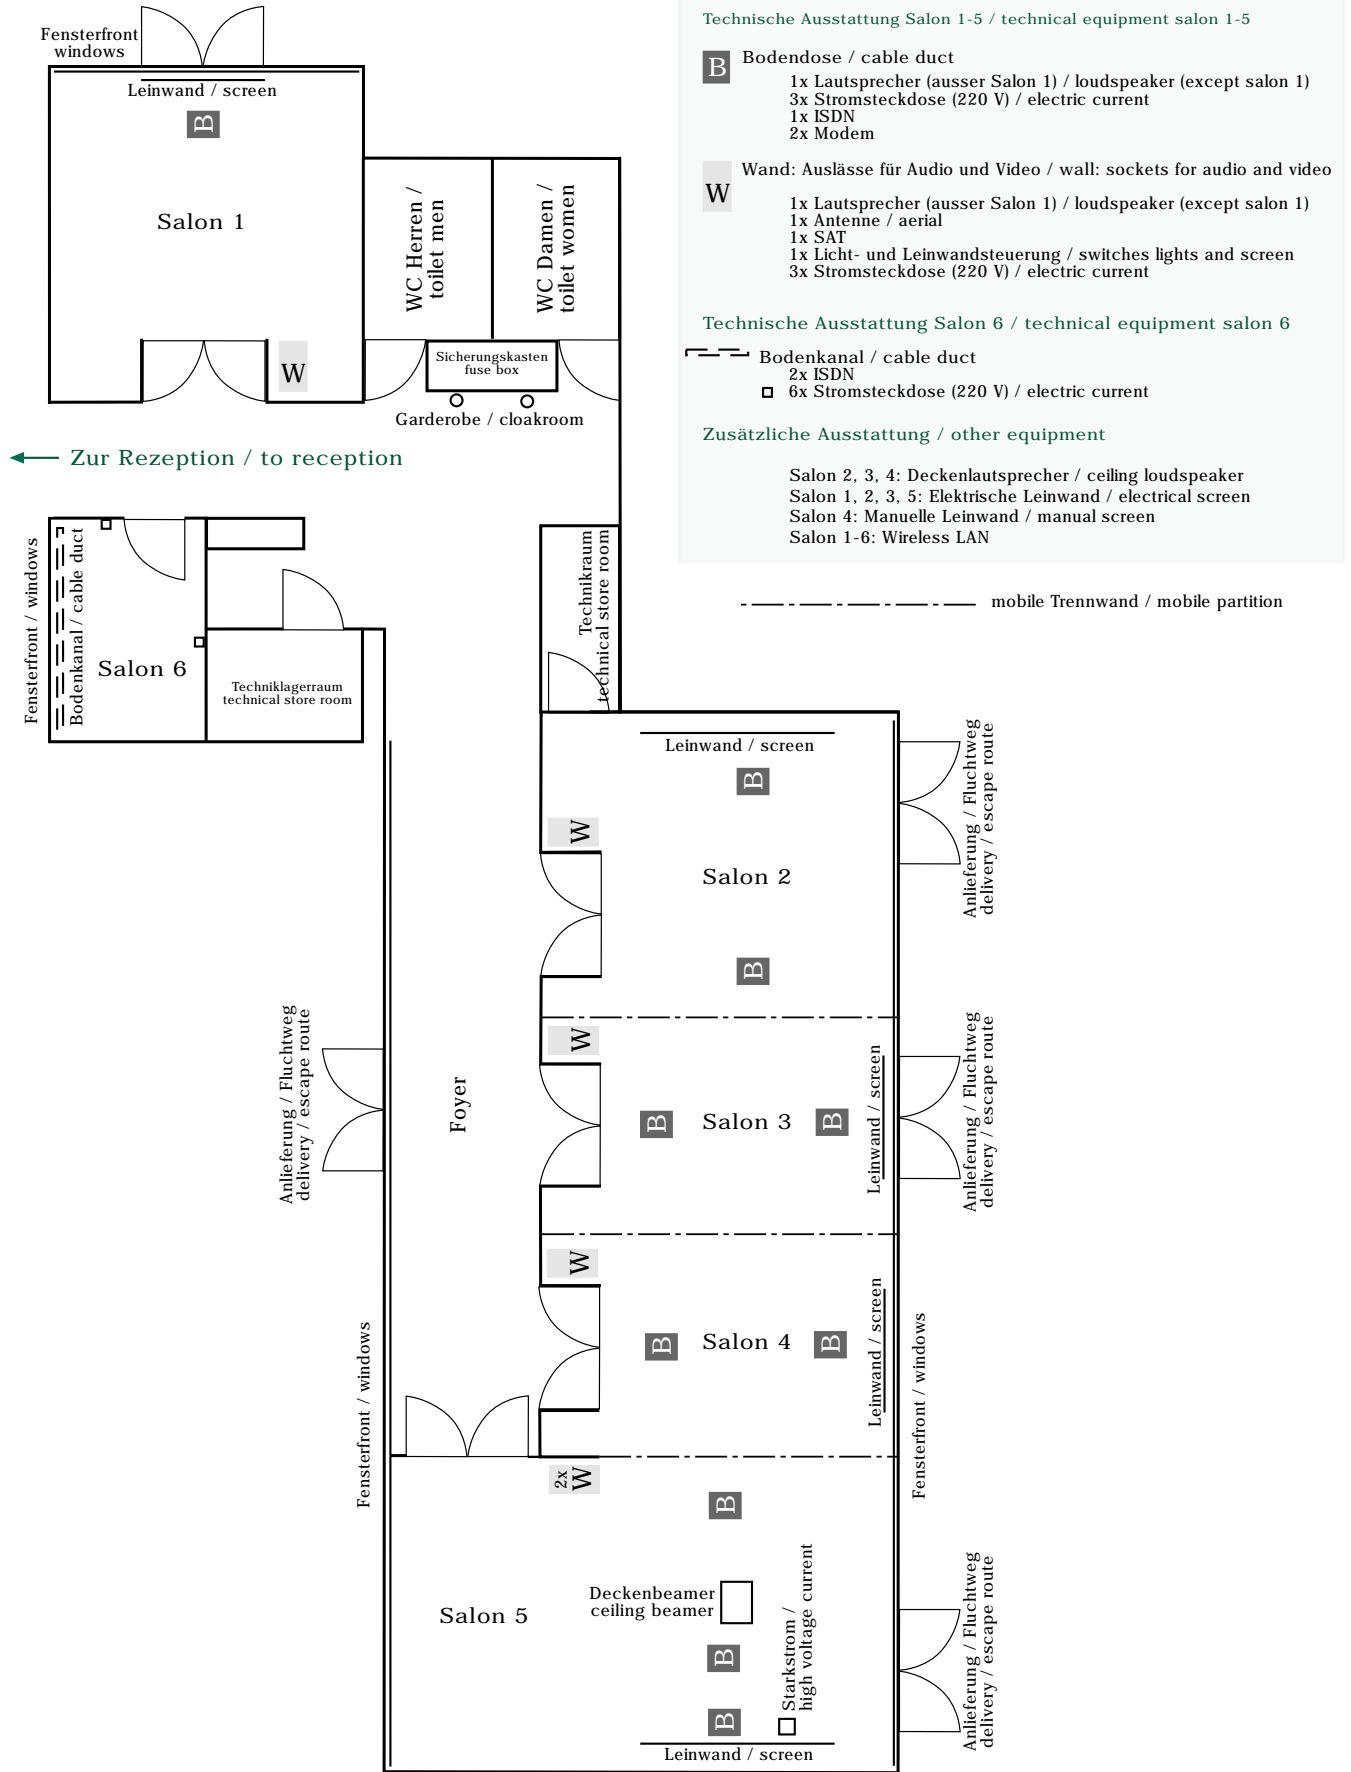 Fensterfront
windows
Leinwand / screen
B
Salon 1
W
WC Herren /
toilet men
WC Damen /
toilet women
Sicherungskasten
fuse box
Garderobe / cloakroom
Zur Rezeption / to reception
Technische Ausstattung Salon 1-5 / technical equipment salon 1-5
B
Bodendose / cable duct
1x Lautsprecher (ausser Salon 1) / loudspeaker (except salon 1)
3x Stromsteckdose (220 V) / electric current
1x ISDN
2x Modem
W
Wand: Auslässe für Audio und Video / wall: sockets for audio and video
1x Lautsprecher (ausser Salon 1) / loudspeaker (except salon 1)
1x Antenne / aerial
1x SAT
1x Licht- und Leinwandsteuerung / switches lights and screen
3x Stromsteckdose (220 V) / electric current
Technische Ausstattung Salon 6 / technical equipment salon 6
Bodenkanal / cable duct
2x ISDN
6x Stromsteckdose (220 V) / electric current
Zusätzliche Ausstattung / other equipment
Salon 2, 3, 4: Deckenlautsprecher / ceiling loudspeaker
Salon 1, 2, 3, 5: Elektrische Leinwand / electrical screen
Salon 4: Manuelle Leinwand / manual screen
Salon 1-6: Wireless LAN
mobile Trennwand / mobile partition
Fensterfront / windows
Bodenkanal / cable duct
Salon 6
Techniklagerraum
technical store room
Technikraum
technical store room
Leinwand / screen
B
W
Salon 2
B
Anlieferung / Fluchtweg
delivery / escape route
Anlieferung / Fluchtweg
delivery / escape route
Foyer
W
B
Salon 3
B
Leinwand / screen
Anlieferung / Fluchtweg
delivery / escape route
W
B
Salon 4
B
Leinwand / screen
Fensterfront / windows
Fensterfront / windows
2x
W
B
Salon 5
Deckenbeamer
ceiling beamer
B
B
Starkstrom /
high voltage current
Leinwand / screen
Anlieferung / Fluchtweg
delivery / escape route